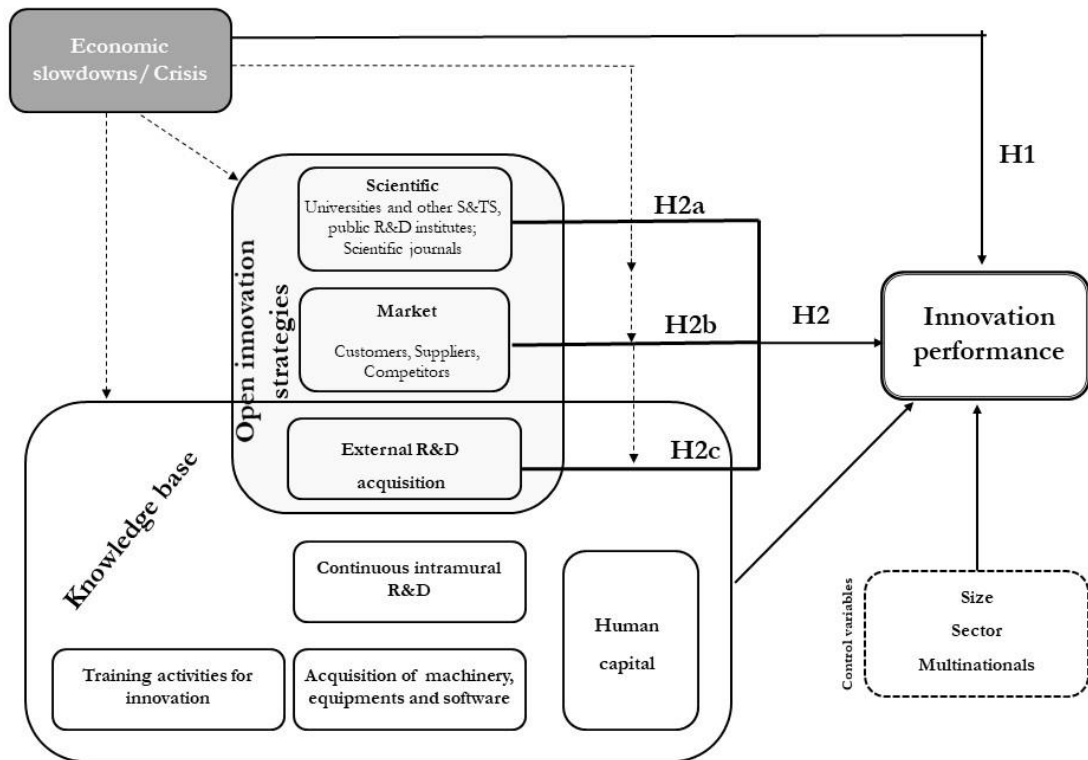 Economic
slowdowns / Crisis
H1
Scientific
Universities and other S&TS,
public R&D institutes;
Scientific journals
H2a
Open innovation
strategies
Market
Customers, Suppliers,
Competitors
H2b
H2
Innovation
performance
External R&D
acquisition
H2c
Knowledge base
Continuous intramural
R&D
Human
capital
Training activities for
innovation
Acquisition of machinery,
equipments and software
Control variables
Size
Sector
Multinationals